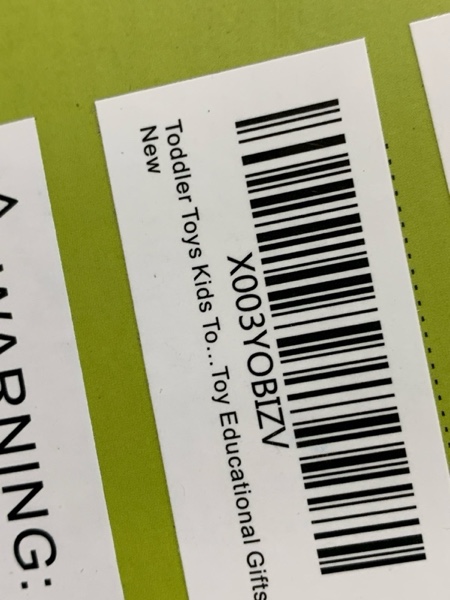 X003YOBIZV
Toddler Toys Kids To... Toy Educational Gifts
New
WARNING: